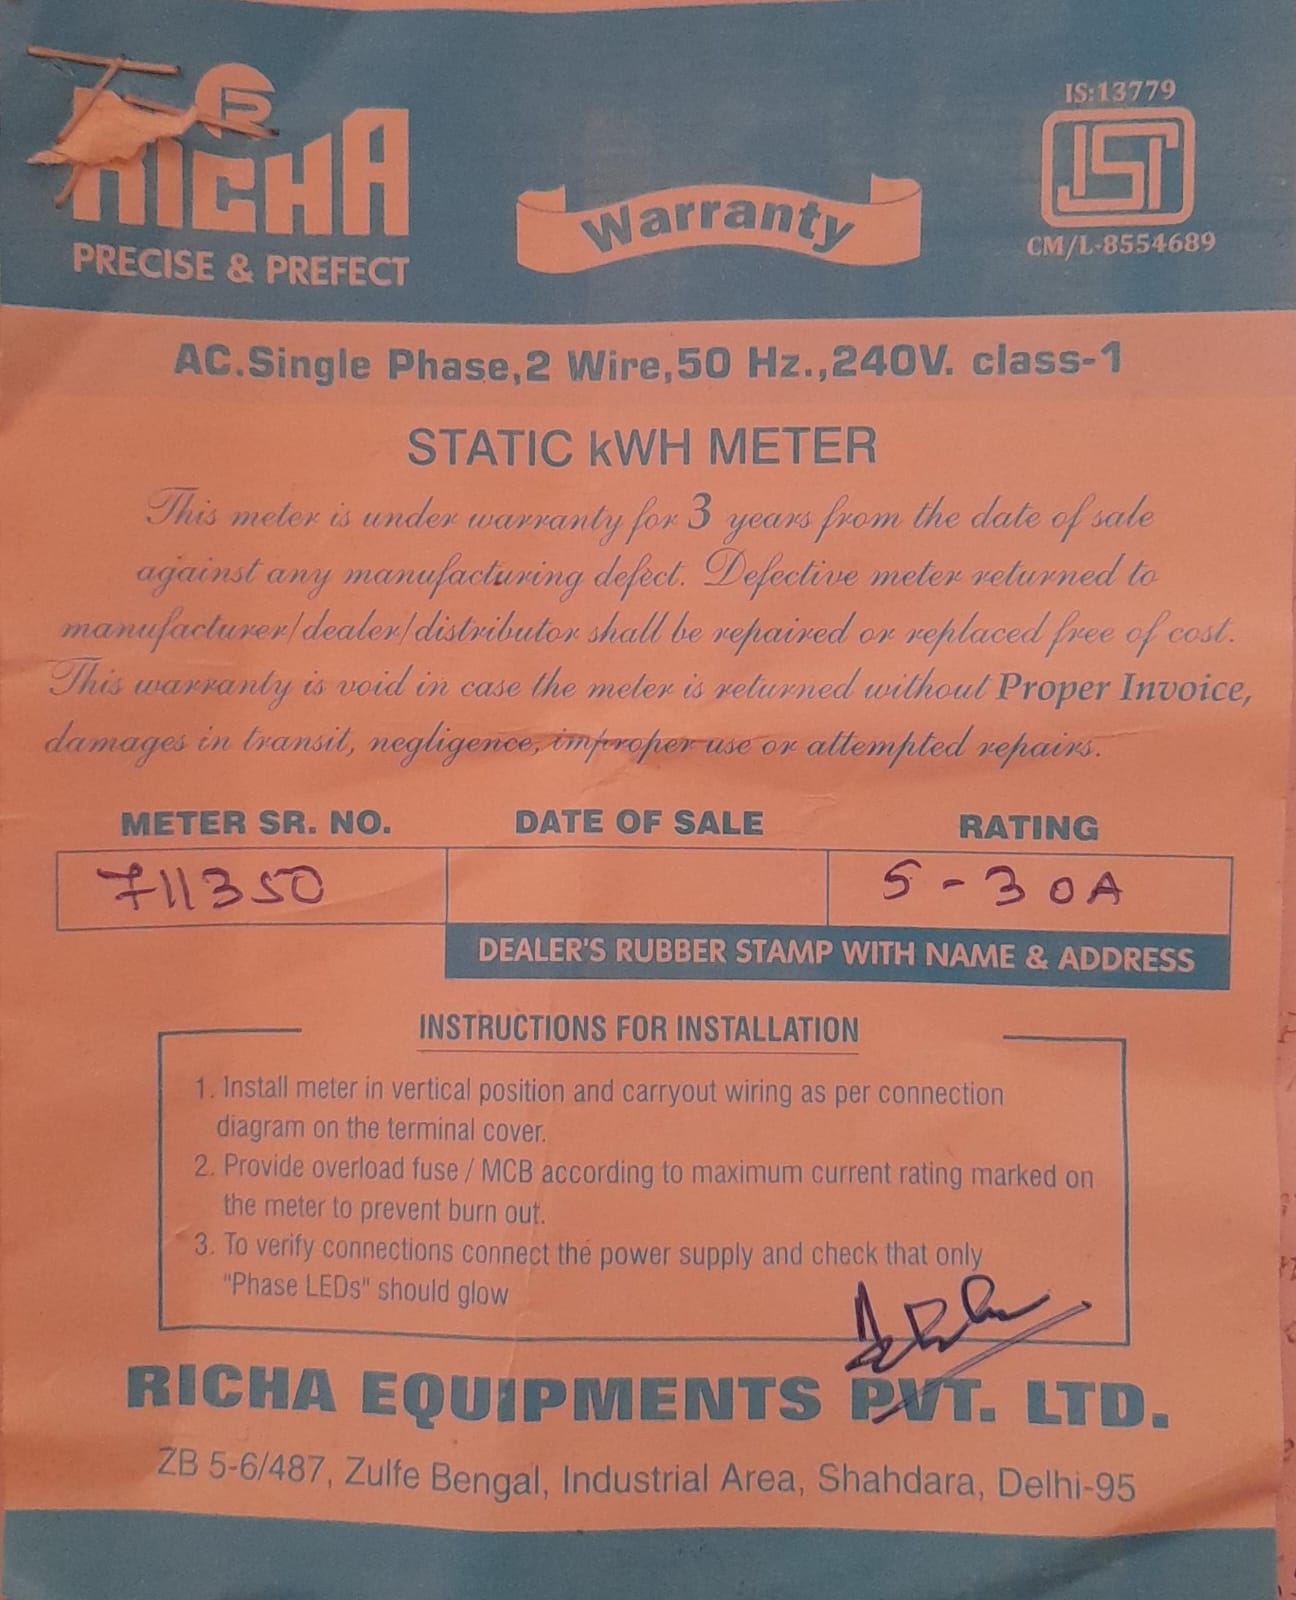 RICHA
PRECISE & PREFECT
Warranty
IS:13779
ISI
CM/L-8554689
AC.Single Phase,2 Wire,50 Hz.,240V. class-1
STATIC kWH METER
This meter is under warranty for 3 years from the date of sale
against any manufacturing defect. Defective meter returned to
manufacturer/dealer/distributor shall be repaired or replaced free of cost.
This warranty is void in case the meter is returned without Proper Invoice,
damages in transit, negligence, improper use or attempted repairs.
METER SR. NO. DATE OF SALE RATING
711350 5-30A
DEALER'S RUBBER STAMP WITH NAME & ADDRESS
INSTRUCTIONS FOR INSTALLATION
1. Install meter in vertical position and carryout wiring as per connection
diagram on the terminal cover.
2. Provide overload fuse / MCB according to maximum current rating marked on
the meter to prevent burn out.
3. To verify connections connect the power supply and check that only
"Phase LEDs" should glow
RICHA EQUIPMENTS PVT. LTD.
ZB 5-6/487, Zulfe Bengal, Industrial Area, Shahdara, Delhi-95